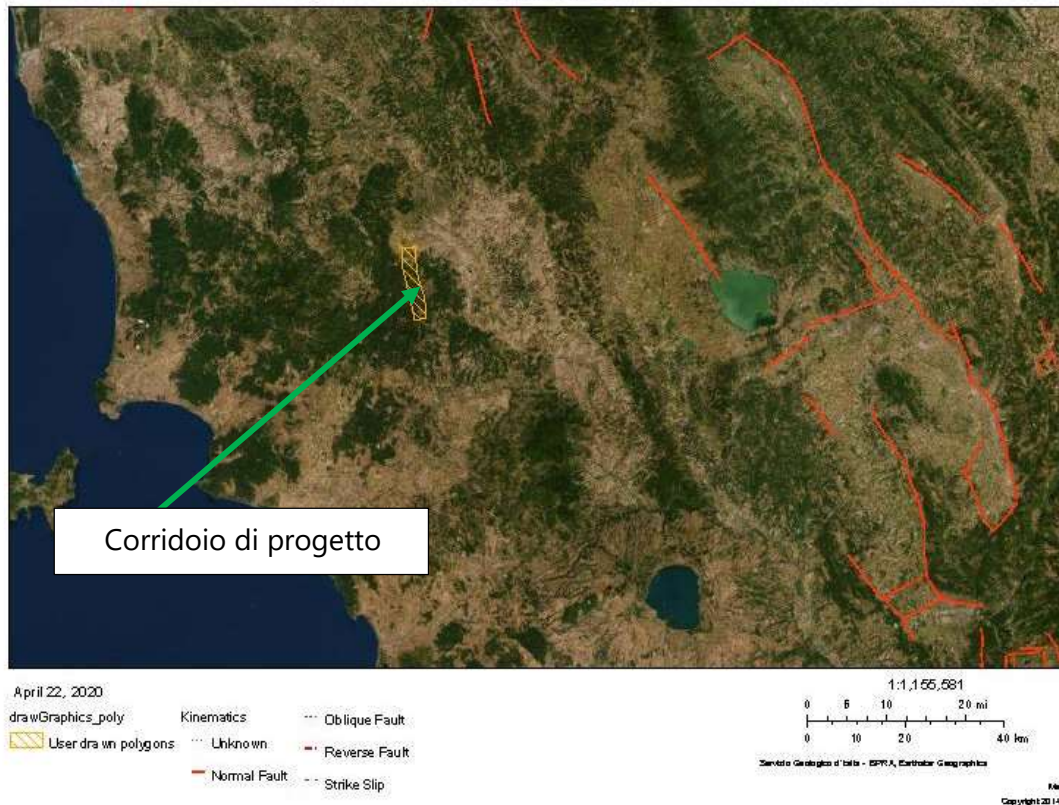 Corridoio di progetto
April 22, 2020
drawGraphics_poly
User drawn polygons
Kinematics
Unknown
Normal Fault
Oblique Fault
Reverse Fault
Strike Slip
1:1,155,581
0 5 10 20 mi
0 10 20 40 km
Servizio Geologico d'Italia - ISPRA, Earthstar Geographics
Copyright